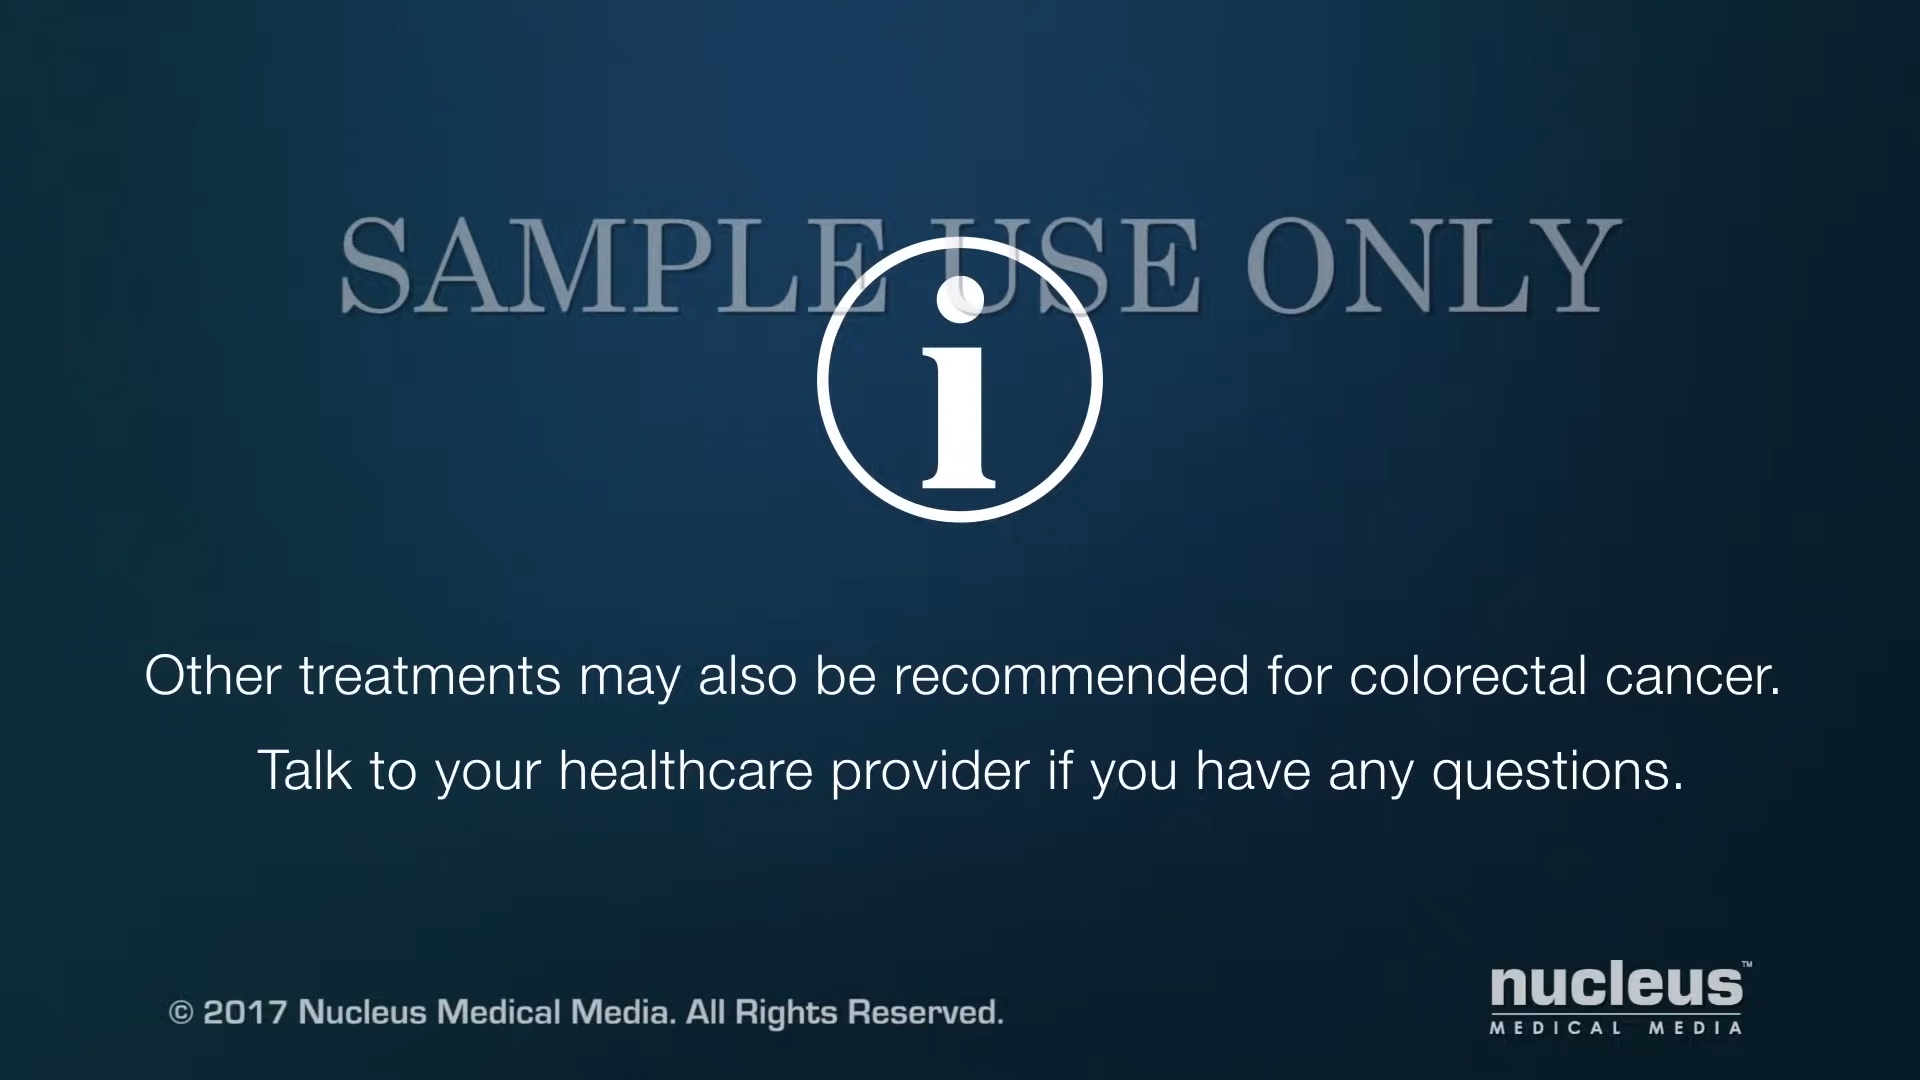 SAMPLE USE ONLY
i
Other treatments may also be recommended for colorectal cancer.
Talk to your healthcare provider if you have any questions.
© 2017 Nucleus Medical Media. All Rights Reserved.
nucleus™
MEDICAL MEDIA